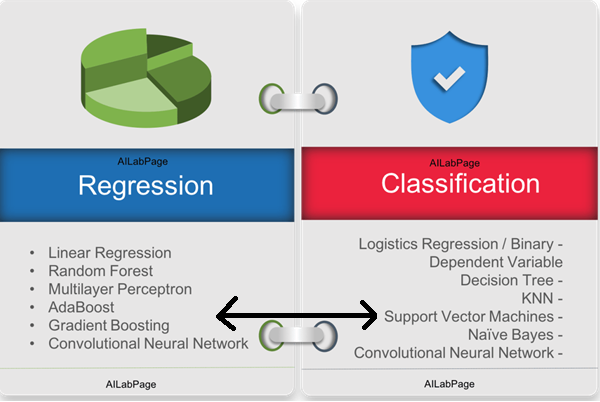 AILabPage
Regression
• Linear Regression
• Random Forest
• Multilayer Perceptron
• AdaBoost
• Gradient Boosting
• Convolutional Neural Network
AILabPage
AILabPage
Classification
Logistics Regression / Binary -
Dependent Variable
Decision Tree -
KNN -
Support Vector Machines -
Naïve Bayes -
Convolutional Neural Network -
AILabPage